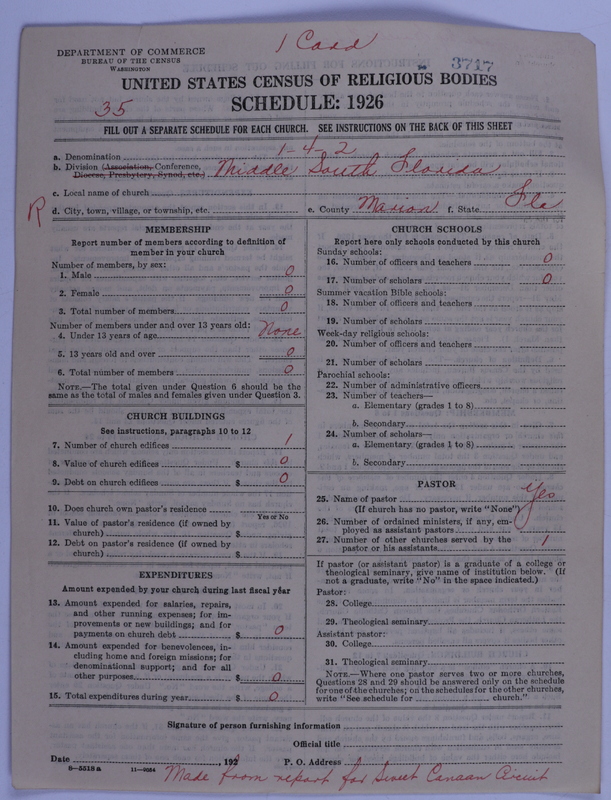 1 Card
3717
DEPARTMENT OF COMMERCE
BUREAU OF THE CENSUS
WASHINGTON
UNITED STATES CENSUS OF RELIGIOUS BODIES
35
SCHEDULE: 1926
FILL OUT A SEPARATE SCHEDULE FOR EACH CHURCH. SEE INSTRUCTIONS ON THE BACK OF THIS SHEET
a. Denomination 1-4-2
b. Division (Association, Conference, Diocese, Presbytery, Synod, etc.) Middle South Florida
c. Local name of church
R
d. City, town, village, or township, etc. e. County Marion f. State Fla
MEMBERSHIP
Report number of members according to definition of
member in your church
Number of members, by sex:
1. Male 0
2. Female 0
3. Total number of members 0
Number of members under and over 13 years old:
4. Under 13 years of age None
5. 13 years old and over 0
6. Total number of members 0
NOTE.—The total given under Question 6 should be the
same as the total of males and females given under Question 3.
CHURCH BUILDINGS
See instructions, paragraphs 10 to 12
7. Number of church edifices 1
8. Value of church edifices $ 0
9. Debt on church edifices $ 0
10. Does church own pastor's residence
Yes or No
11. Value of pastor's residence (if owned by
church) $
12. Debt on pastor's residence (if owned by
church) $
EXPENDITURES
Amount expended by your church during last fiscal year
13. Amount expended for salaries, repairs,
and other running expenses; for im-
provements or new buildings; and for
payments on church debt $ 0
14. Amount expended for benevolences, in-
cluding home and foreign missions; for
denominational support; and for all
other purposes $ 0
15. Total expenditures during year $ 0
CHURCH SCHOOLS
Report here only schools conducted by this church
Sunday schools:
16. Number of officers and teachers 0
17. Number of scholars 0
Summer vacation Bible schools:
18. Number of officers and teachers
19. Number of scholars
Week-day religious schools:
20. Number of officers and teachers
21. Number of scholars
Parochial schools:
22. Number of administrative officers
23. Number of teachers—
a. Elementary (grades 1 to 8)
b. Secondary
24. Number of scholars—
a. Elementary (grades 1 to 8)
b. Secondary
PASTOR
25. Name of pastor Yes
(If church has no pastor, write "None")
26. Number of ordained ministers, if any, em-
ployed as assistant pastors
27. Number of other churches served by the
pastor or his assistants 1
If pastor (or assistant pastor) is a graduate of a college or
theological seminary, give name of institution below. (If
not a graduate, write "No" in the space indicated.)
Pastor:
28. College
29. Theological seminary
Assistant pastor:
30. College
31. Theological seminary
NOTE.—Where one pastor serves two or more churches,
Questions 28 and 29 should be answered only on the schedule
for one of the churches; on the schedules for the other churches,
write "See schedule for church."
Signature of person furnishing information
Official title
Date , 192 P. O. Address
8-5518 a 11-9264
Made from report for Sweet Canaan Circuit